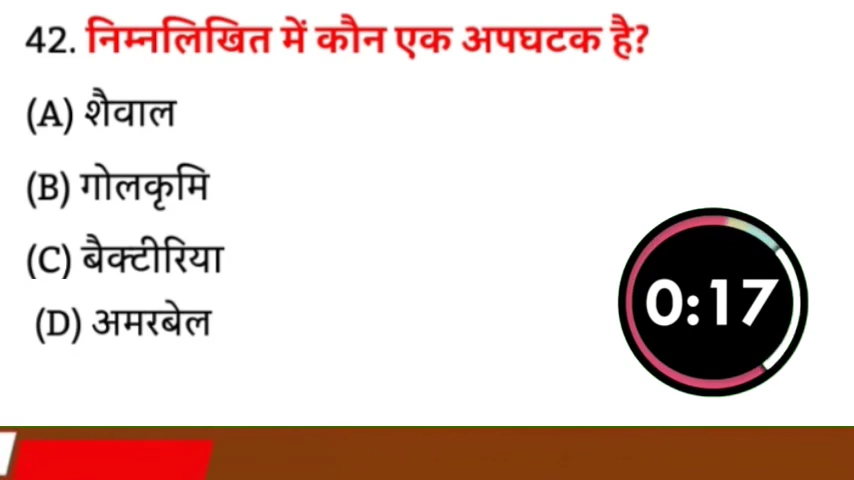 42. निम्नलिखित में कौन एक अपघटक है?
(A) शैवाल
(B) गोलकृमि
(C) बैक्टीरिया
(D) अमरबेल
0:17